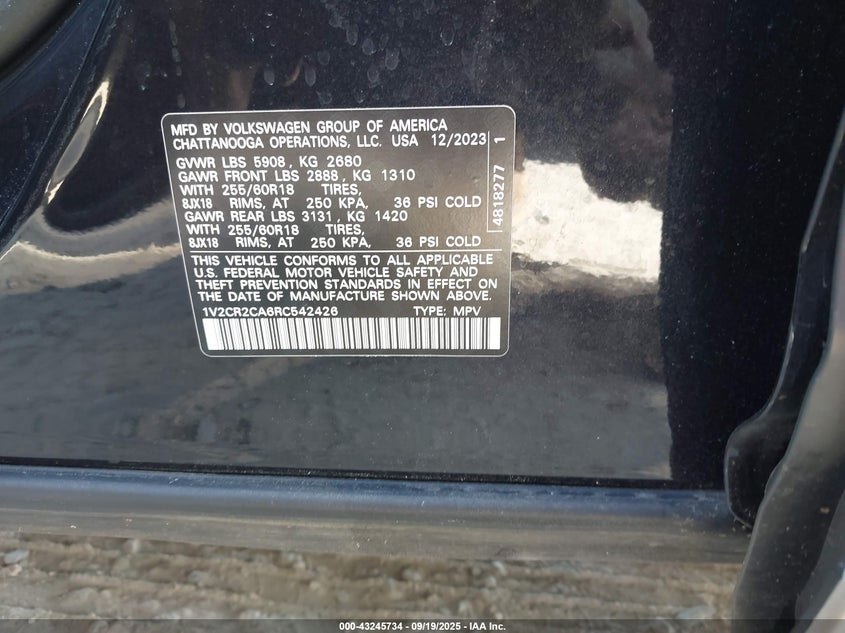 MFD BY VOLKSWAGEN GROUP OF AMERICA
CHATTANOOGA OPERATIONS, LLC. USA 12/2023
GVWR LBS 5908, KG 2680
GAWR FRONT LBS 2888, KG 1310
WITH 255/60R18 TIRES,
8JX18 RIMS, AT 250 KPA, 36 PSI COLD
GAWR REAR LBS 3131, KG 1420
WITH 255/60R18 TIRES,
8JX18 RIMS, AT 250 KPA, 36 PSI COLD
4818277 1
THIS VEHICLE CONFORMS TO ALL APPLICABLE
U.S. FEDERAL MOTOR VEHICLE SAFETY AND
THEFT PREVENTION STANDARDS IN EFFECT ON
THE DATE OF MANUFACTURE SHOWN ABOVE.
1V2CR2CA6RC542426 TYPE: MPV
000-43245734 - 09/19/2025 - IAA Inc.